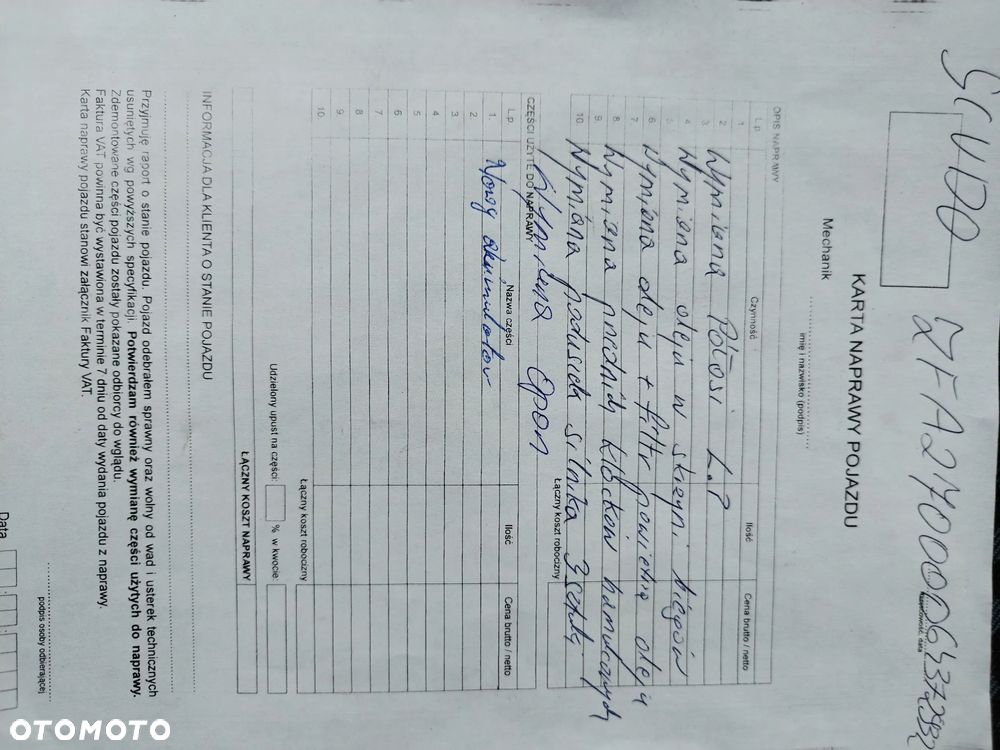 SCUDO ZFA27000064372
miejscowość, data
KARTA NAPRAWY POJAZDU
Mechanik
imię i nazwisko (podpis)
OPIS NAPRAWY
L.p Czynność Ilość Cena brutto / netto
1
2 Wymiana Półosi L.P
3
4 Wymiana oleju w skrzyni biegów
5
6 Wymiana oleju + filtr powietrza oleju
7
8 Wymiana przednich klocków hamulcowych
9
10 Wymiana poduszek silnika 3 sztuky
Łączny koszt robocizny
Wymiana Opon
CZĘŚCI UŻYTE DO NAPRAWY
L.p Nazwa części Ilość Cena brutto / netto
1 Nowy akumulator
2
3
4
5
6
7
8
9
10
Łączny koszt robocizny
Udzielony upust na części: % w kwocie:
ŁĄCZNY KOSZT NAPRAWY
INFORMACJA DLA KLIENTA O STANIE POJAZDU
Przyjmuję raport o stanie pojazdu. Pojazd odebrałem sprawny oraz wolny od wad i usterek technicznych
usuniętych wg powyższych specyfikacji. Potwierdzam również wymianę części użytych do naprawy.
Zdemontowane części pojazdu zostały pokazane odbiorcy do wglądu.
Faktura VAT powinna być wystawiona w terminie 7 dniu od daty wydania pojazdu z naprawy.
Karta naprawy pojazdu stanowi załącznik Faktury VAT.
podpis osoby odbierającej
Data
OTOMOTO